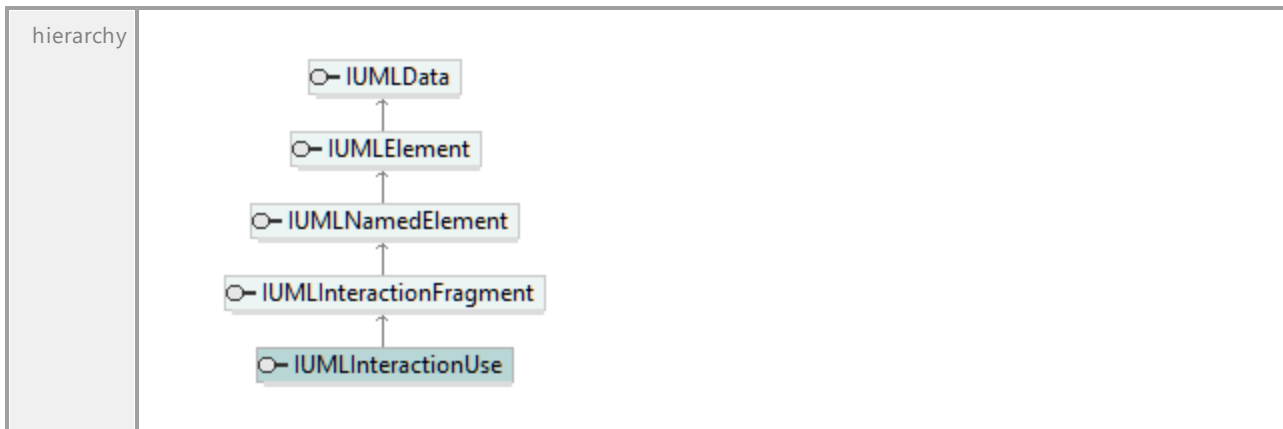 hierarchy
IUMLData
IUMLElement
IUMLNamedElement
IUMLInteractionFragment
IUMLInteractionUse